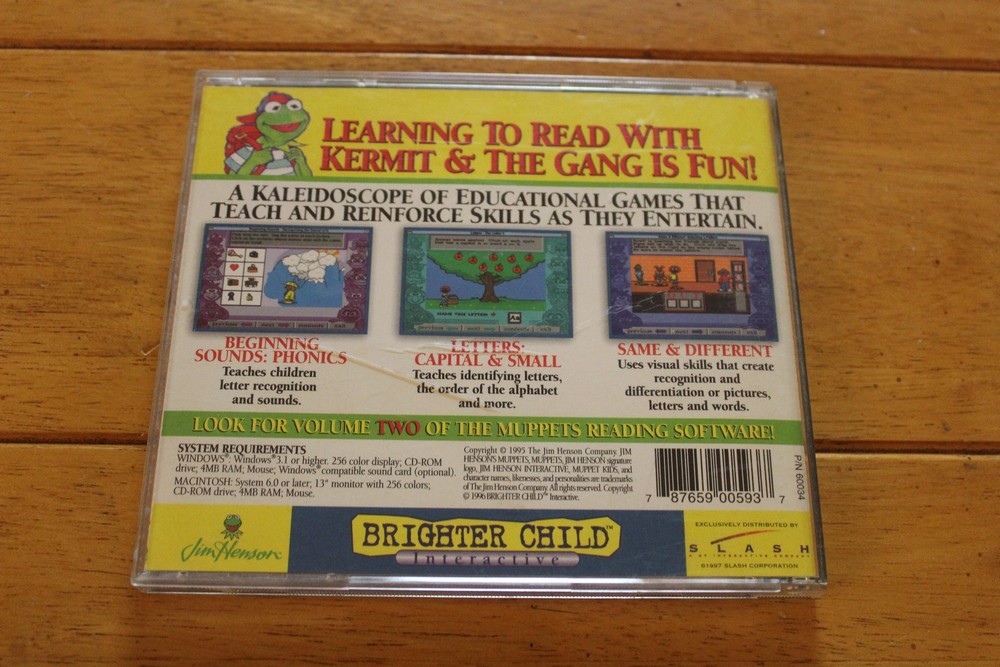 LEARNING TO READ WITH
KERMIT & THE GANG IS FUN!
A KALEIDOSCOPE OF EDUCATIONAL GAMES THAT
TEACH AND REINFORCE SKILLS AS THEY ENTERTAIN.
MAKE TREE LETTERS
Aa
BEGINNING
SOUNDS: PHONICS
Teaches children
letter recognition
and sounds.
LETTERS:
CAPITAL & SMALL
Teaches identifying letters,
the order of the alphabet
and more.
SAME & DIFFERENT
Uses visual skills that create
recognition and
differentiation or pictures,
letters and words.
LOOK FOR VOLUME TWO OF THE MUPPETS READING SOFTWARE!
SYSTEM REQUIREMENTS
WINDOWS®: Windows®3.1 or higher. 256 color display; CD-ROM
drive; 4MB RAM; Mouse; Windows® compatible sound card (optional).
MACINTOSH: System 6.0 or later; 13" monitor with 256 colors;
CD-ROM drive; 4MB RAM; Mouse.
Copyright © 1995 The Jim Henson Company. JIM
HENSON'S MUPPETS, MUPPETS, JIM HENSON signature
logo, JIM HENSON INTERACTIVE, MUPPET KIDS, and
character names, likenesses, and personalities are trademarks
of The Jim Henson Company. All rights reserved. Copyright
© 1996 BRIGHTER CHILD™ Interactive.
7 87659 00593 7
P/N 60034
Jim Henson
BRIGHTER CHILD™
Interactive
EXCLUSIVELY DISTRIBUTED BY
SLASH
©1997 SLASH CORPORATION